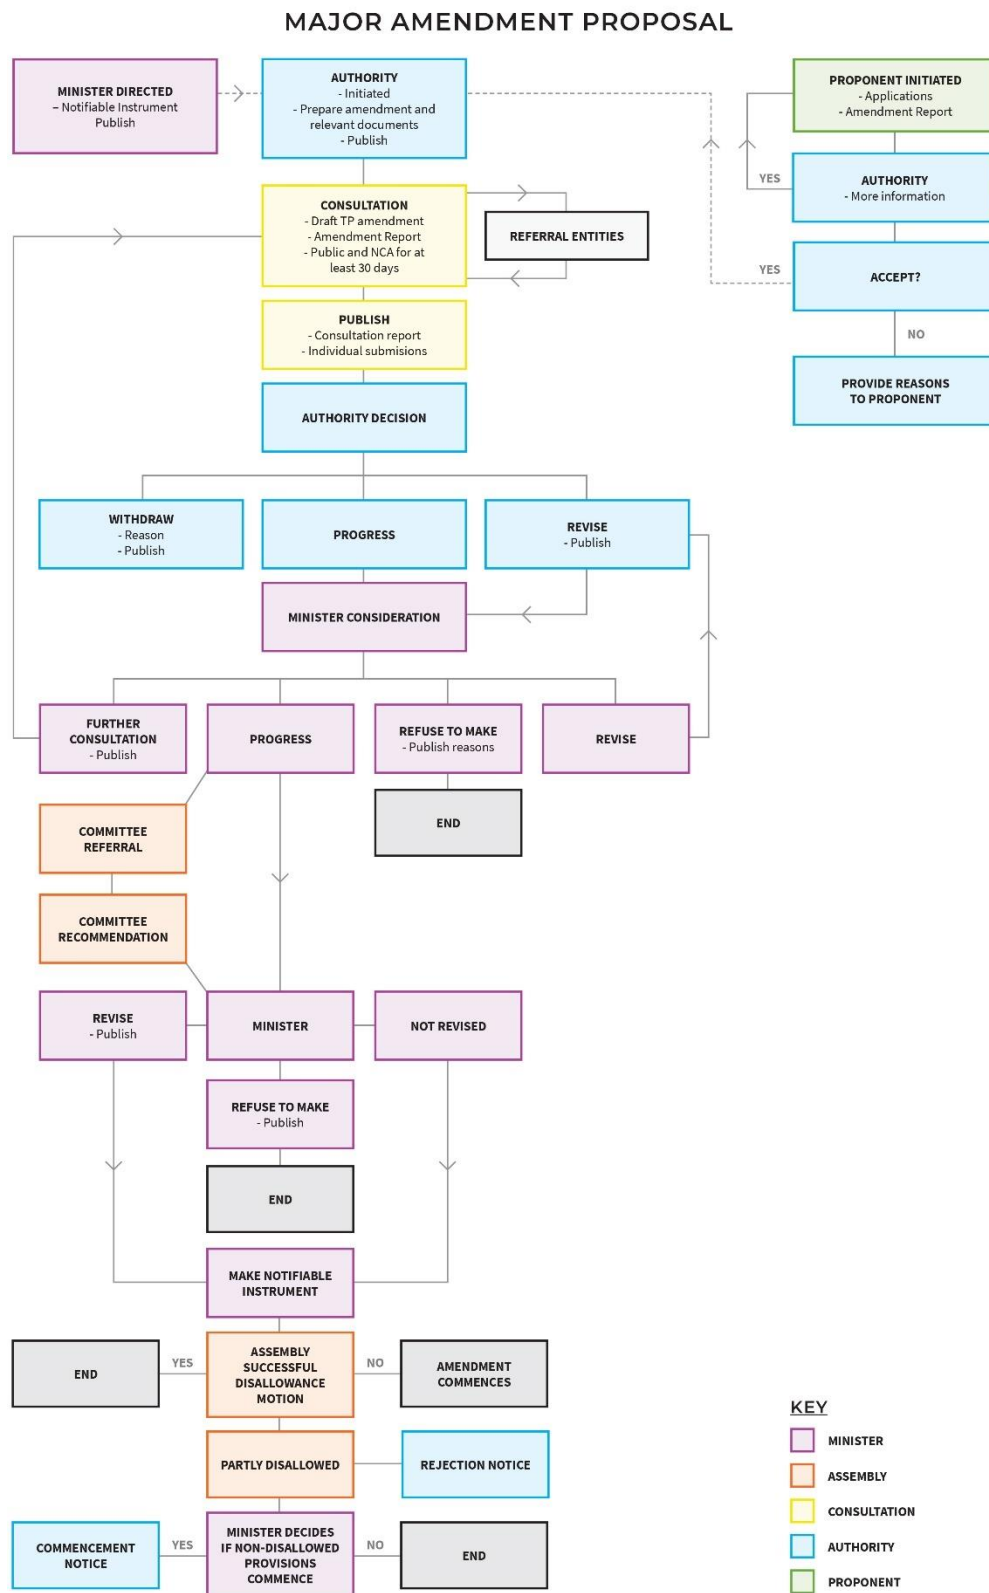 MAJOR AMENDMENT PROPOSAL
MINISTER DIRECTED
– Notifiable Instrument
Publish
AUTHORITY
- Initiated
- Prepare amendment and
relevant documents
- Publish
PROPONENT INITIATED
- Applications
- Amendment Report
YES
AUTHORITY
- More information
YES
ACCEPT?
NO
PROVIDE REASONS
TO PROPONENT
CONSULTATION
- Draft TP amendment
- Amendment Report
- Public and NCA for at
least 30 days
REFERRAL ENTITIES
PUBLISH
- Consultation report
- Individual submisions
AUTHORITY DECISION
WITHDRAW
- Reason
- Publish
PROGRESS
REVISE
- Publish
MINISTER CONSIDERATION
FURTHER
CONSULTATION
- Publish
PROGRESS
REFUSE TO MAKE
- Publish reasons
REVISE
END
COMMITTEE
REFERRAL
COMMITTEE
RECOMMENDATION
REVISE
- Publish
MINISTER
NOT REVISED
REFUSE TO MAKE
- Publish
END
MAKE NOTIFIABLE
INSTRUMENT
END
YES
ASSEMBLY
SUCCESSFUL
DISALLOWANCE
MOTION
NO
AMENDMENT
COMMENCES
PARTLY DISALLOWED
REJECTION NOTICE
COMMENCEMENT
NOTICE
YES
MINISTER DECIDES
IF NON-DISALLOWED
PROVISIONS
COMMENCE
NO
END
KEY
MINISTER
ASSEMBLY
CONSULTATION
AUTHORITY
PROPONENT